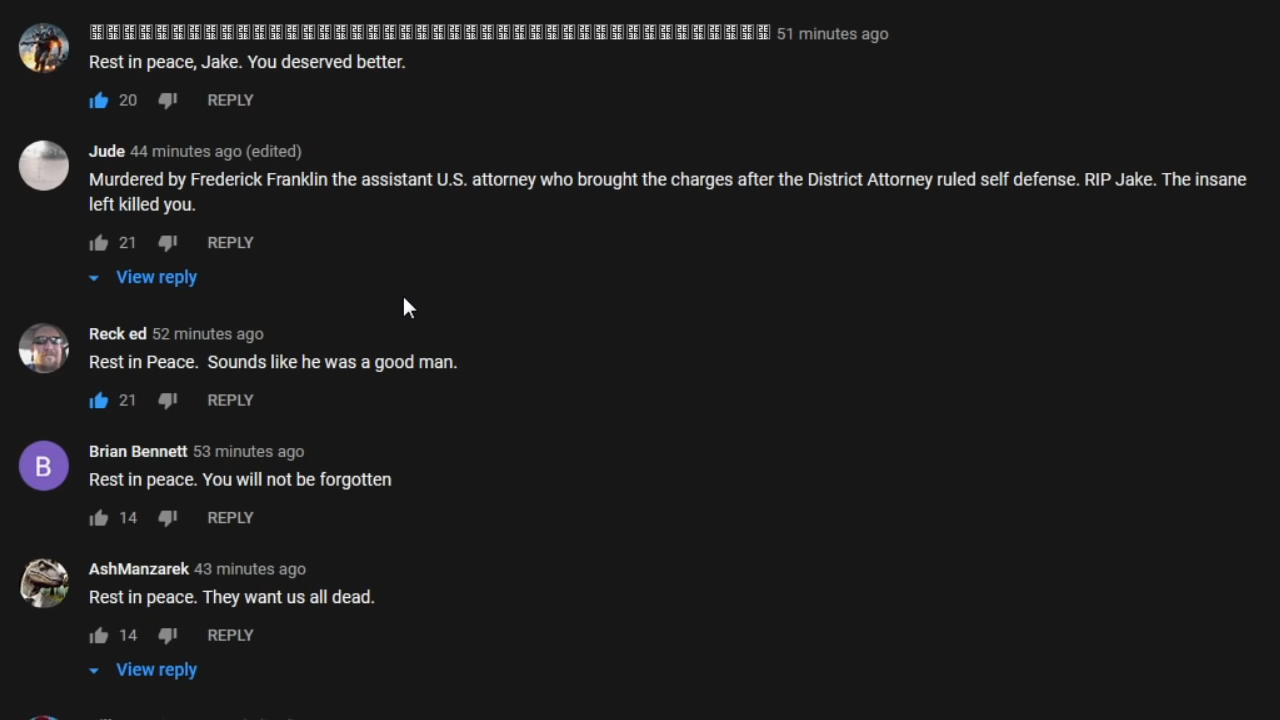 51 minutes ago
Rest in peace, Jake. You deserved better.
20 REPLY
Jude 44 minutes ago (edited)
Murdered by Frederick Franklin the assistant U.S. attorney who brought the charges after the District Attorney ruled self defense. RIP Jake. The insane
left killed you.
21 REPLY
View reply
Reck ed 52 minutes ago
Rest in Peace.  Sounds like he was a good man.
21 REPLY
Brian Bennett 53 minutes ago
Rest in peace. You will not be forgotten
14 REPLY
B
AshManzarek 43 minutes ago
Rest in peace. They want us all dead.
14 REPLY
View reply